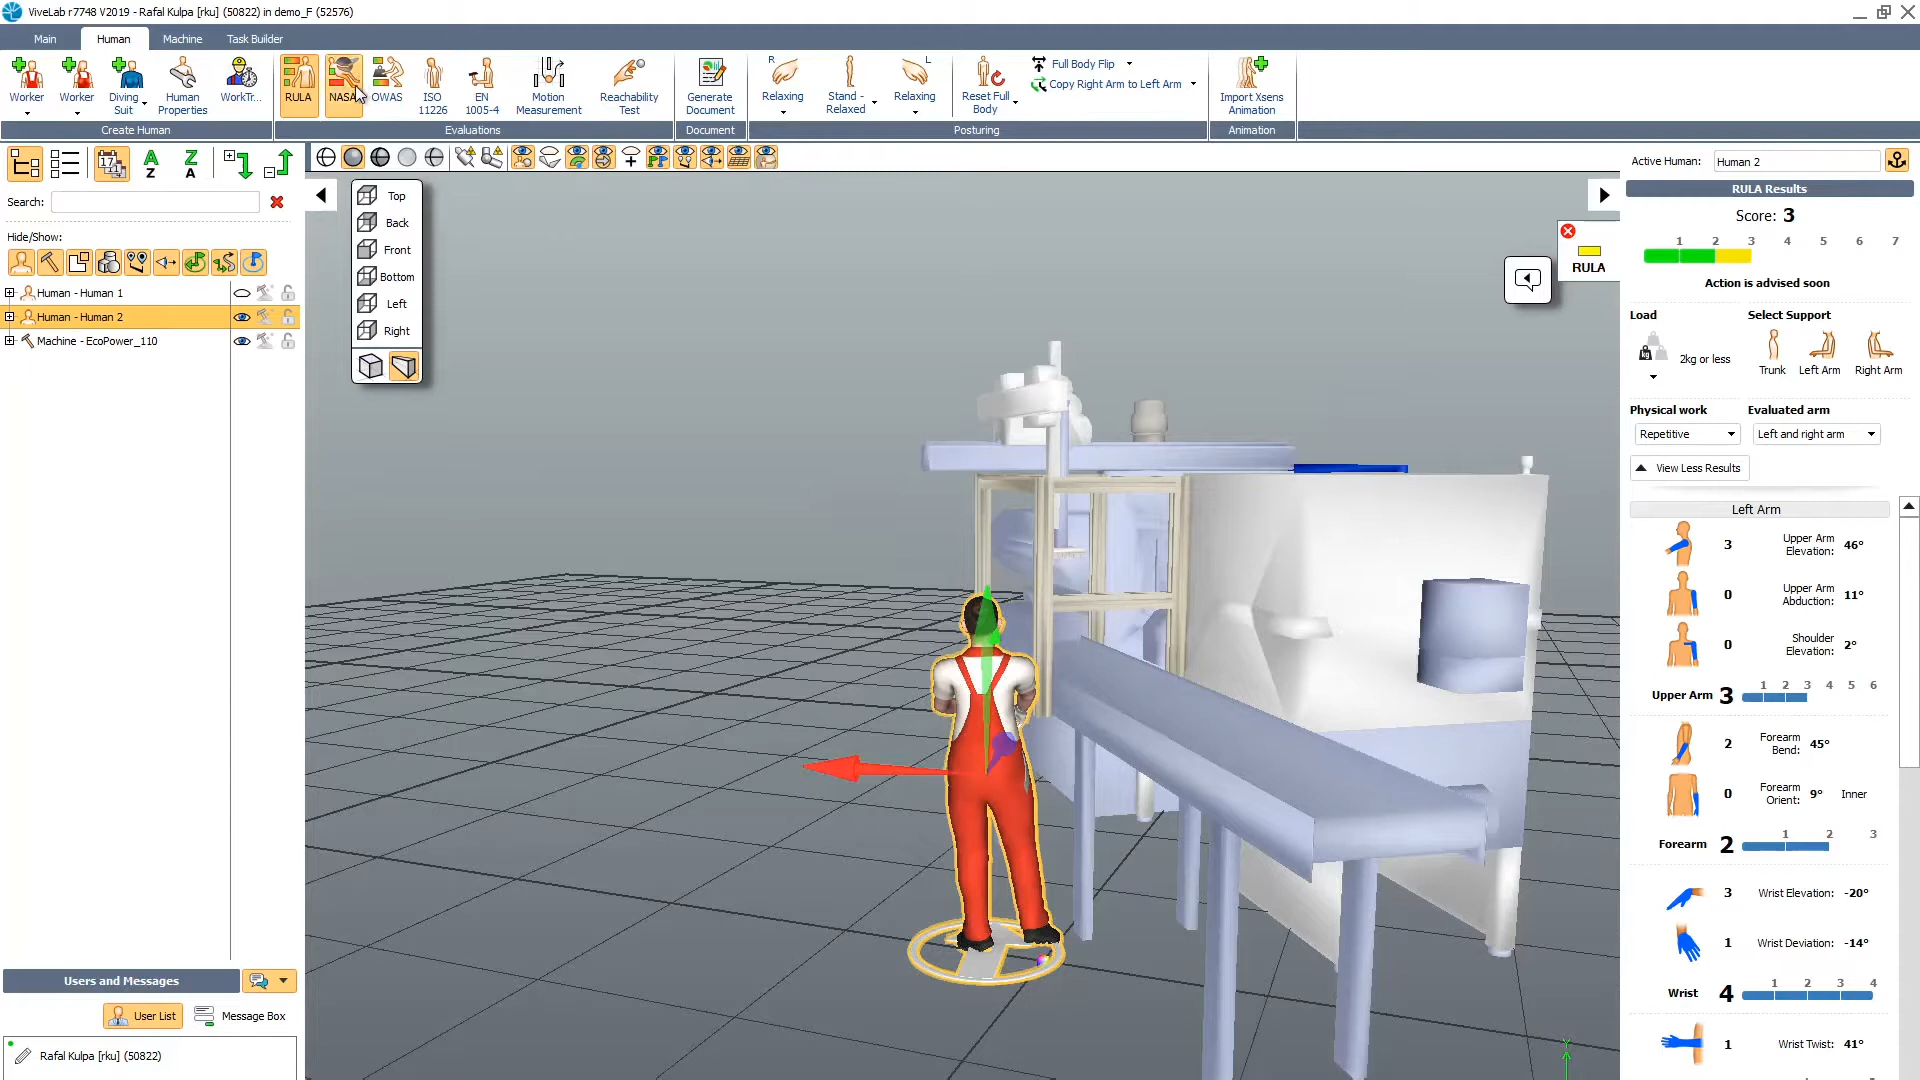 ViveLab r7748 V2019 - Rafal Kulpa [rku] (50822) in demo_F (52576)
Main
Human
Machine
Task Builder
Worker
Worker
Diving Suit
Human Properties
WorkTr...
RULA
NASA
OWAS
ISO 11226
EN 1005-4
Motion Measurement
Reachability Test
Generate Document
R
Relaxing
Stand - Relaxed
L
Relaxing
Reset Full Body
Full Body Flip
Copy Right Arm to Left Arm
Import Xsens Animation
Create Human
Evaluations
Document
Posturing
Animation
17
A
Z
Z
A
Search:
Hide/Show:
Human - Human 1
Human - Human 2
Machine - EcoPower_110
Users and Messages
User List
Message Box
Rafal Kulpa [rku] (50822)
Top
Back
Front
Bottom
Left
Right
RULA
Y
Active Human:
Human 2
RULA Results
Score: 3
1 2 3 4 5 6 7
Action is advised soon
Load
Select Support
kg
2kg or less
Trunk
Left Arm
Right Arm
Physical work
Evaluated arm
Repetitive
Left and right arm
View Less Results
Left Arm
3 Upper Arm Elevation: 46°
0 Upper Arm Abduction: 11°
0 Shoulder Elevation: 2°
Upper Arm 3 1 2 3 4 5 6
2 Forearm Bend: 45°
0 Forearm Orient: 9° Inner
Forearm 2 1 2 3
3 Wrist Elevation: -20°
1 Wrist Deviation: -14°
Wrist 4 1 2 3 4
1 Wrist Twist: 41°